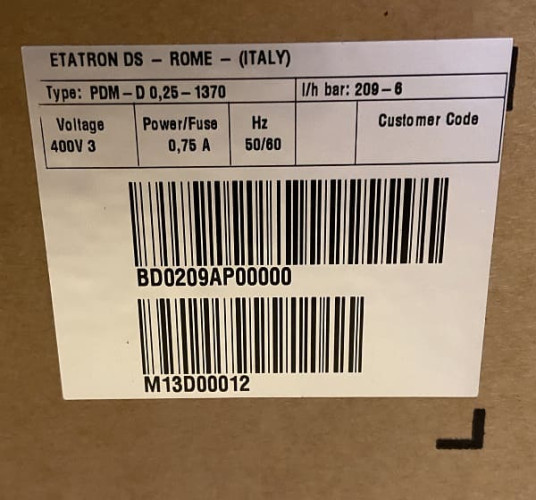 ETATRON DS - ROME - (ITALY)
Type: PDM-D 0,25-1370 l/h bar: 209-6
Voltage Power/Fuse Hz Customer Code
400V 3 0,75 A 50/60
BD0209AP00000
M13D00012